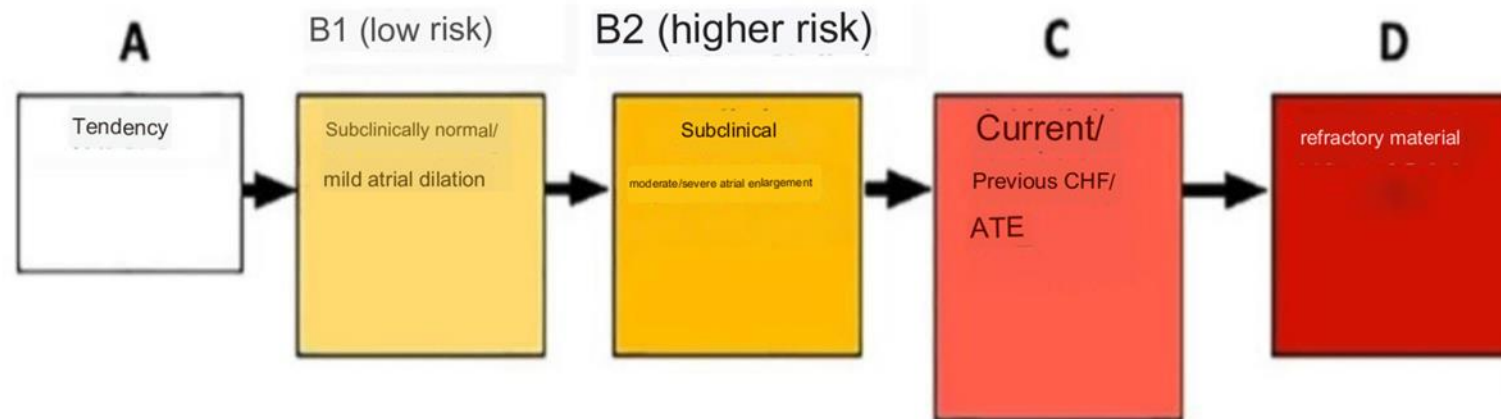 A
B1 (low risk)
B2 (higher risk)
C
D
Tendency
Subclinically normal/
mild atrial dilation
Subclinical
moderate/severe atrial enlargement
Current/
Previous CHF/
ATE
refractory material